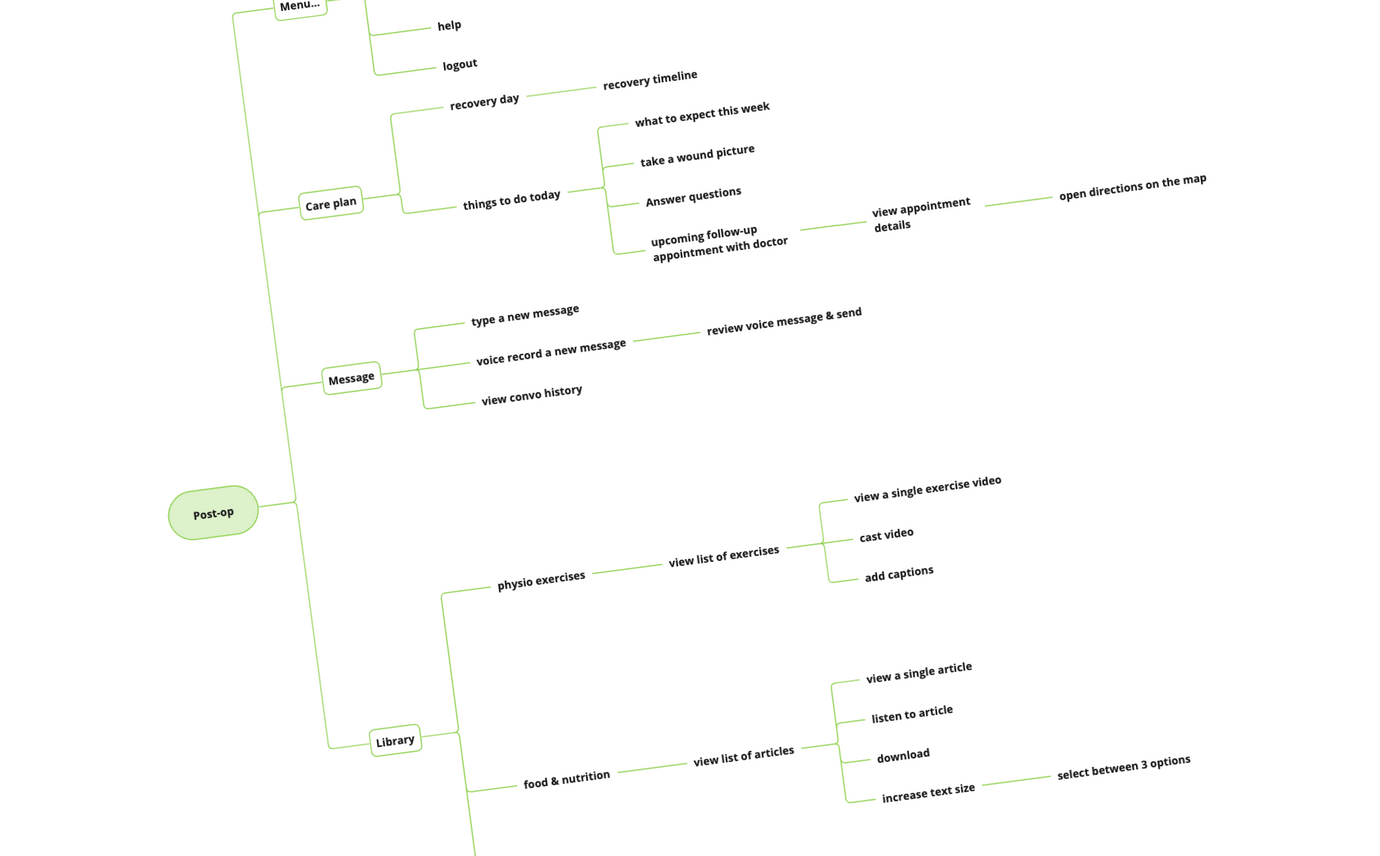 Menu...
help
logout
Care plan
recovery day
recovery timeline
things to do today
what to expect this week
take a wound picture
Answer questions
upcoming follow-up
appointment with doctor
view appointment
details
open directions on the map
Message
type a new message
voice record a new message
review voice message & send
view convo history
Post-op
Library
physio exercises
view list of exercises
view a single exercise video
cast video
add captions
food & nutrition
view list of articles
view a single article
listen to article
download
increase text size
select between 3 options